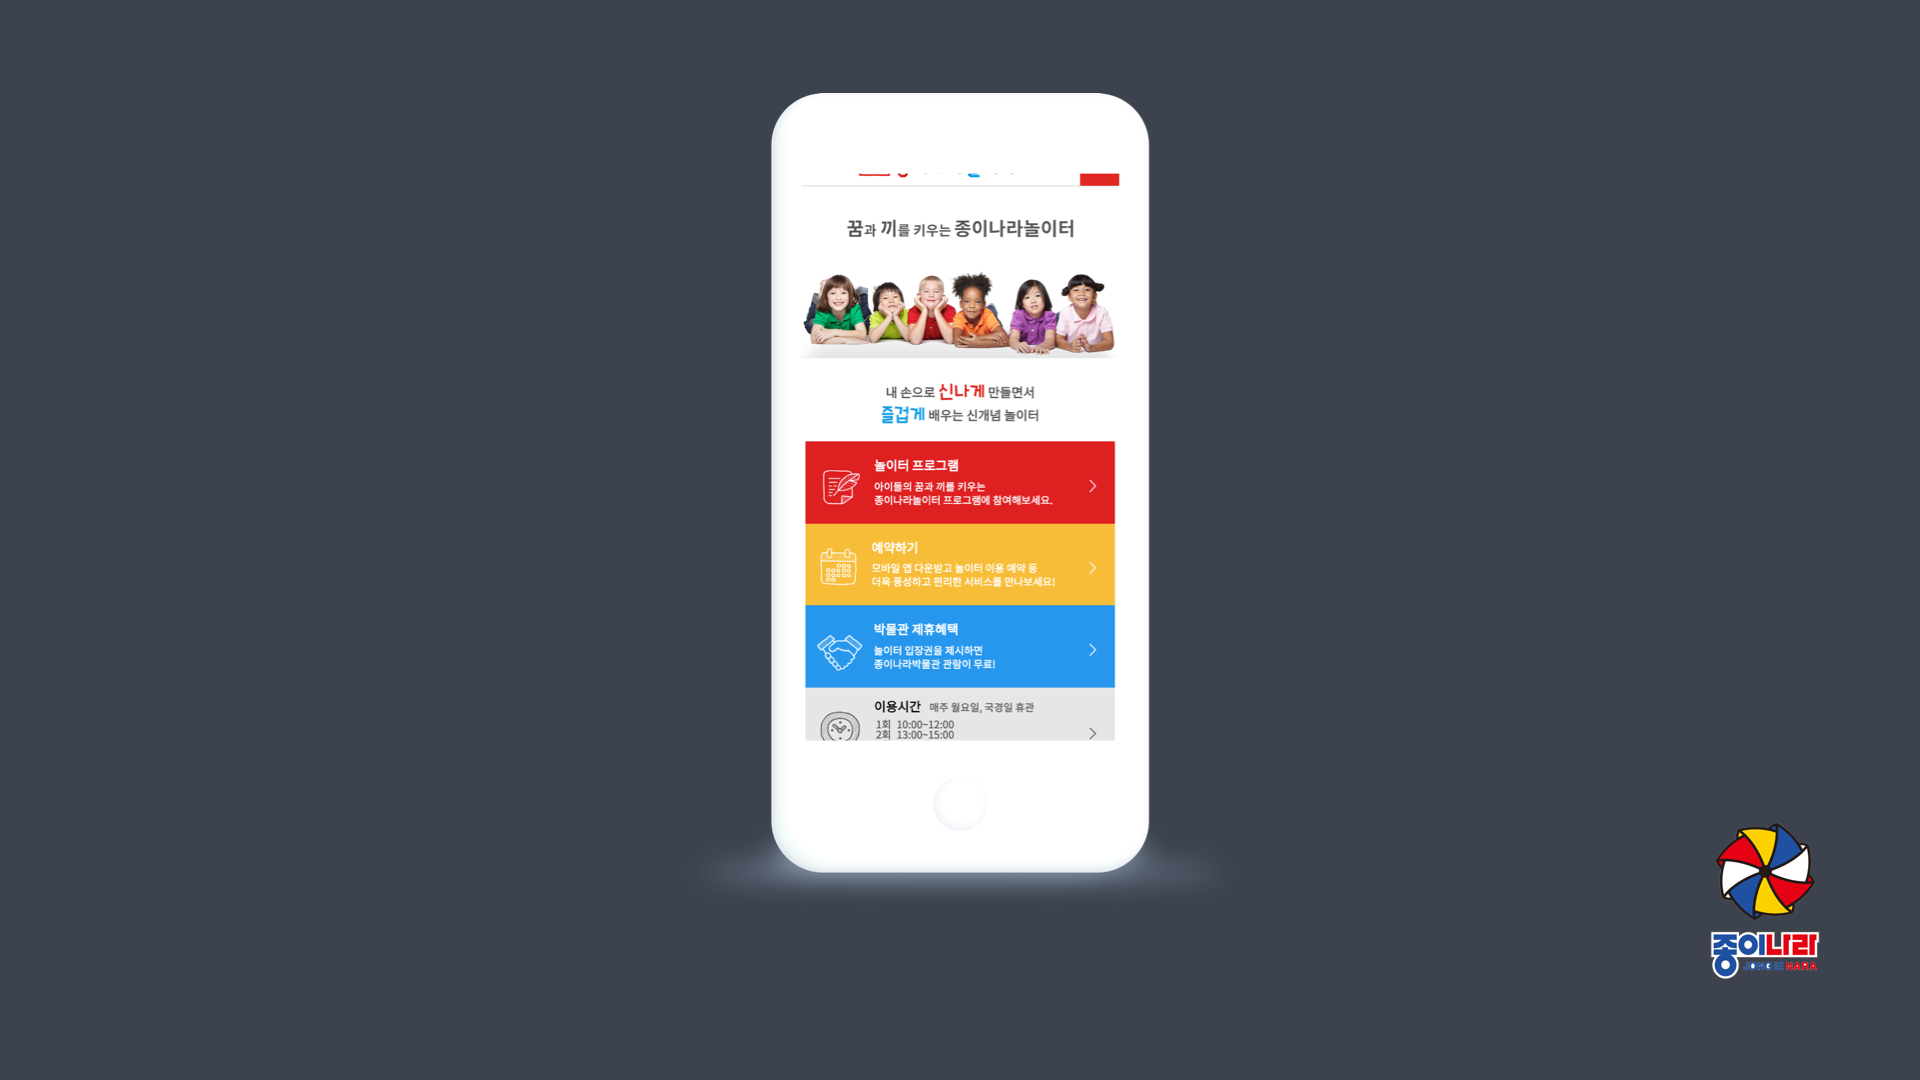 꿈과 끼를 키우는 종이나라놀이터
내 손으로 신나게 만들면서
즐겁게 배우는 신개념 놀이터
놀이터 프로그램
아이들의 꿈과 끼를 키우는
종이나라놀이터 프로그램에 참여해보세요.
예약하기
모바일 앱 다운받고 놀이터 이용 예약 등
더욱 풍성하고 편리한 서비스를 만나보세요!
박물관 제휴혜택
놀이터 입장권을 제시하면
종이나라박물관 관람이 무료!
이용시간 매주 월요일, 국경일 휴관
1회 10:00~12:00
2회 13:00~15:00
종이나라
JONG IE NARA